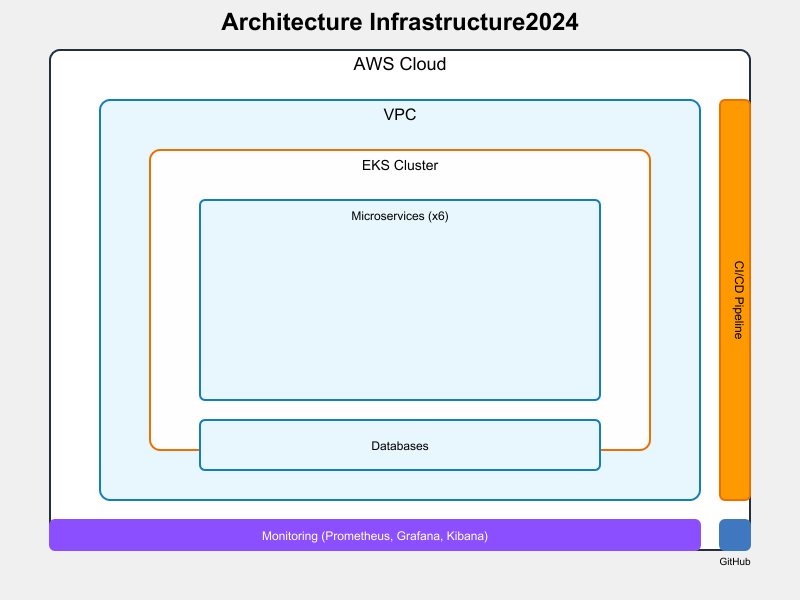 Architecture Infrastructure2024
AWS Cloud
VPC
EKS Cluster
Microservices (x6)
CI/CD Pipeline
Databases
Monitoring (Prometheus, Grafana, Kibana)
GitHub